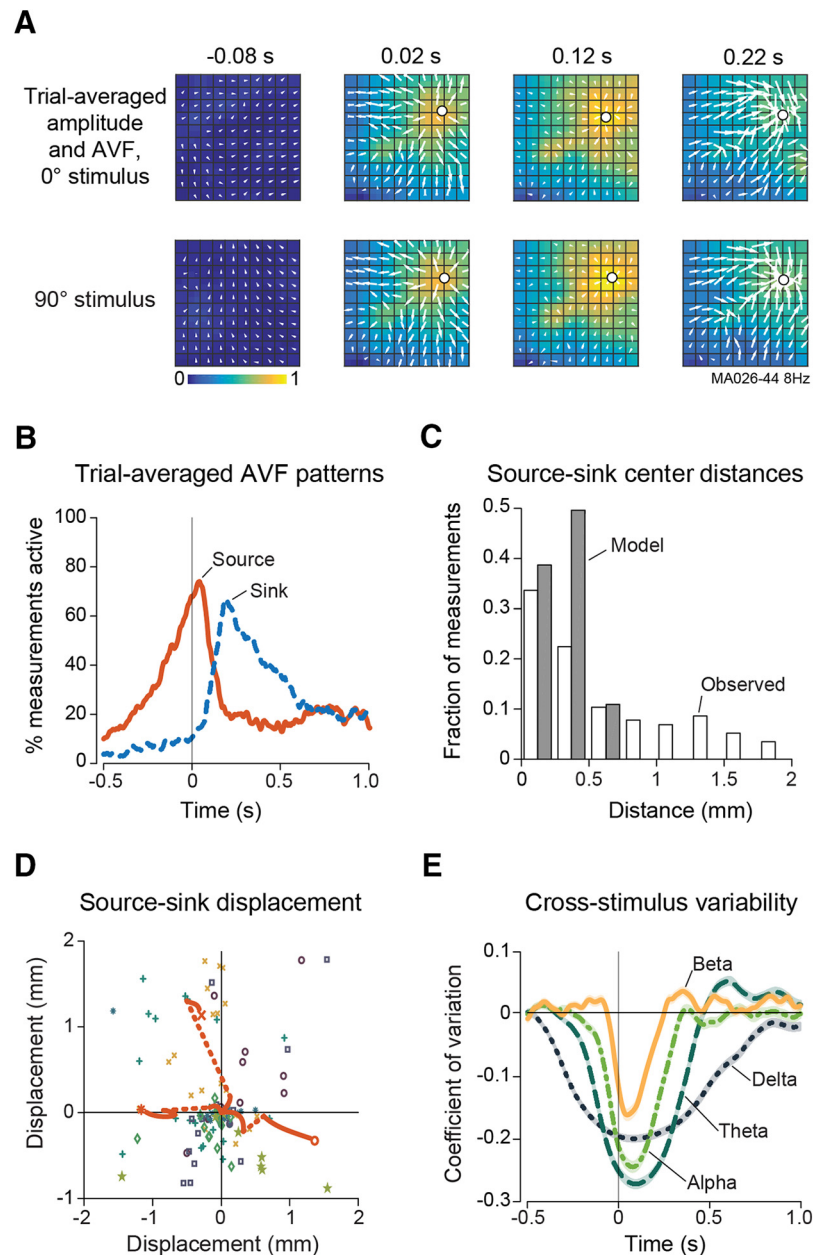 A
-0.08 s
0.02 s
0.12 s
0.22 s
Trial-averaged
amplitude
and AVF,
0° stimulus
90° stimulus
0
1
MA026-44 8Hz
B
Trial-averaged AVF patterns
% measurements active
100
80
60
40
20
0
Source
Sink
-0.5
0
0.5
1.0
Time (s)
C
Source-sink center distances
Fraction of measurements
0.5
0.4
0.3
0.2
0.1
0
Model
Observed
0
0.5
1
1.5
2
Distance (mm)
D
Source-sink displacement
Displacement (mm)
2
1
0
-1
-2
-1
0
1
2
Displacement (mm)
E
Cross-stimulus variability
Coefficient of variation
0.1
0
-0.1
-0.2
-0.3
Beta
Delta
Theta
Alpha
-0.5
0
0.5
1.0
Time (s)